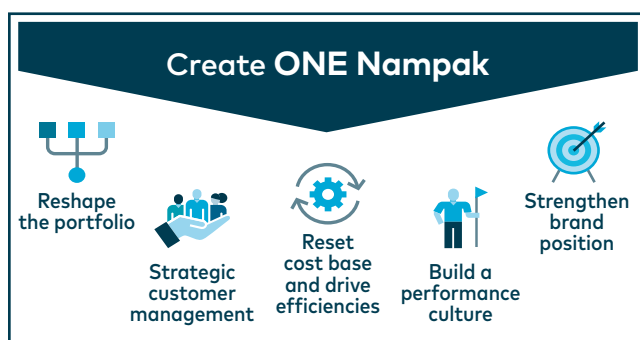 Create ONE Nampak
Reshape
the portfolio
Strategic
customer
management
Reset
cost base
and drive
efficiencies
Build a
performance
culture
Strengthen
brand
position